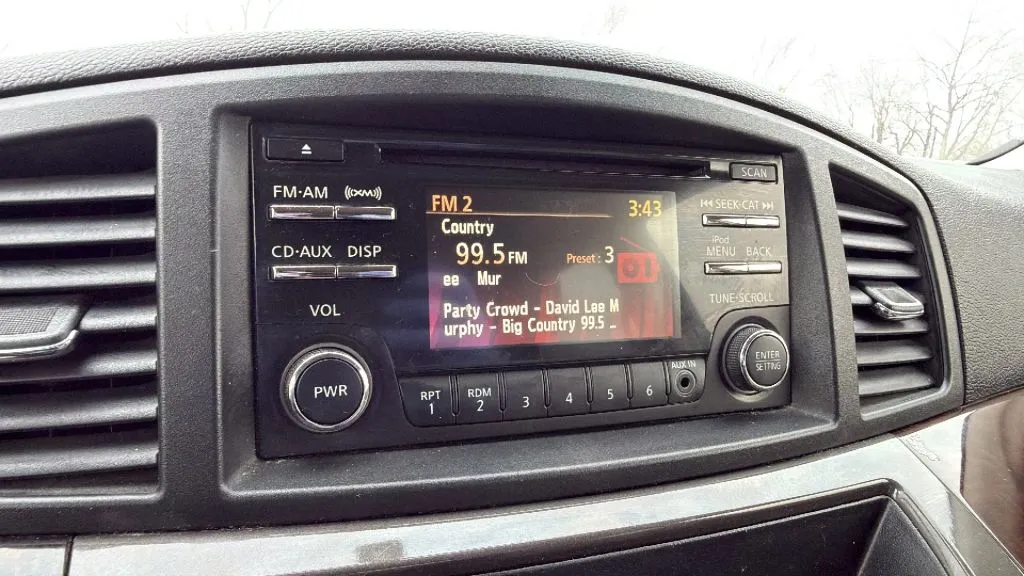 SCAN
FM·AM ((XM))
SEEK·CAT
CD·AUX DISP
iPod
MENU BACK
VOL
TUNE·SCROLL
FM 2 3:43
Country
99.5 FM Preset : 3
ee Mur
Party Crowd - David Lee M
urphy - Big Country 99.5 …
PWR
ENTER
SETTING
RPT
1
RDM
2
3
4
5
6
AUX IN